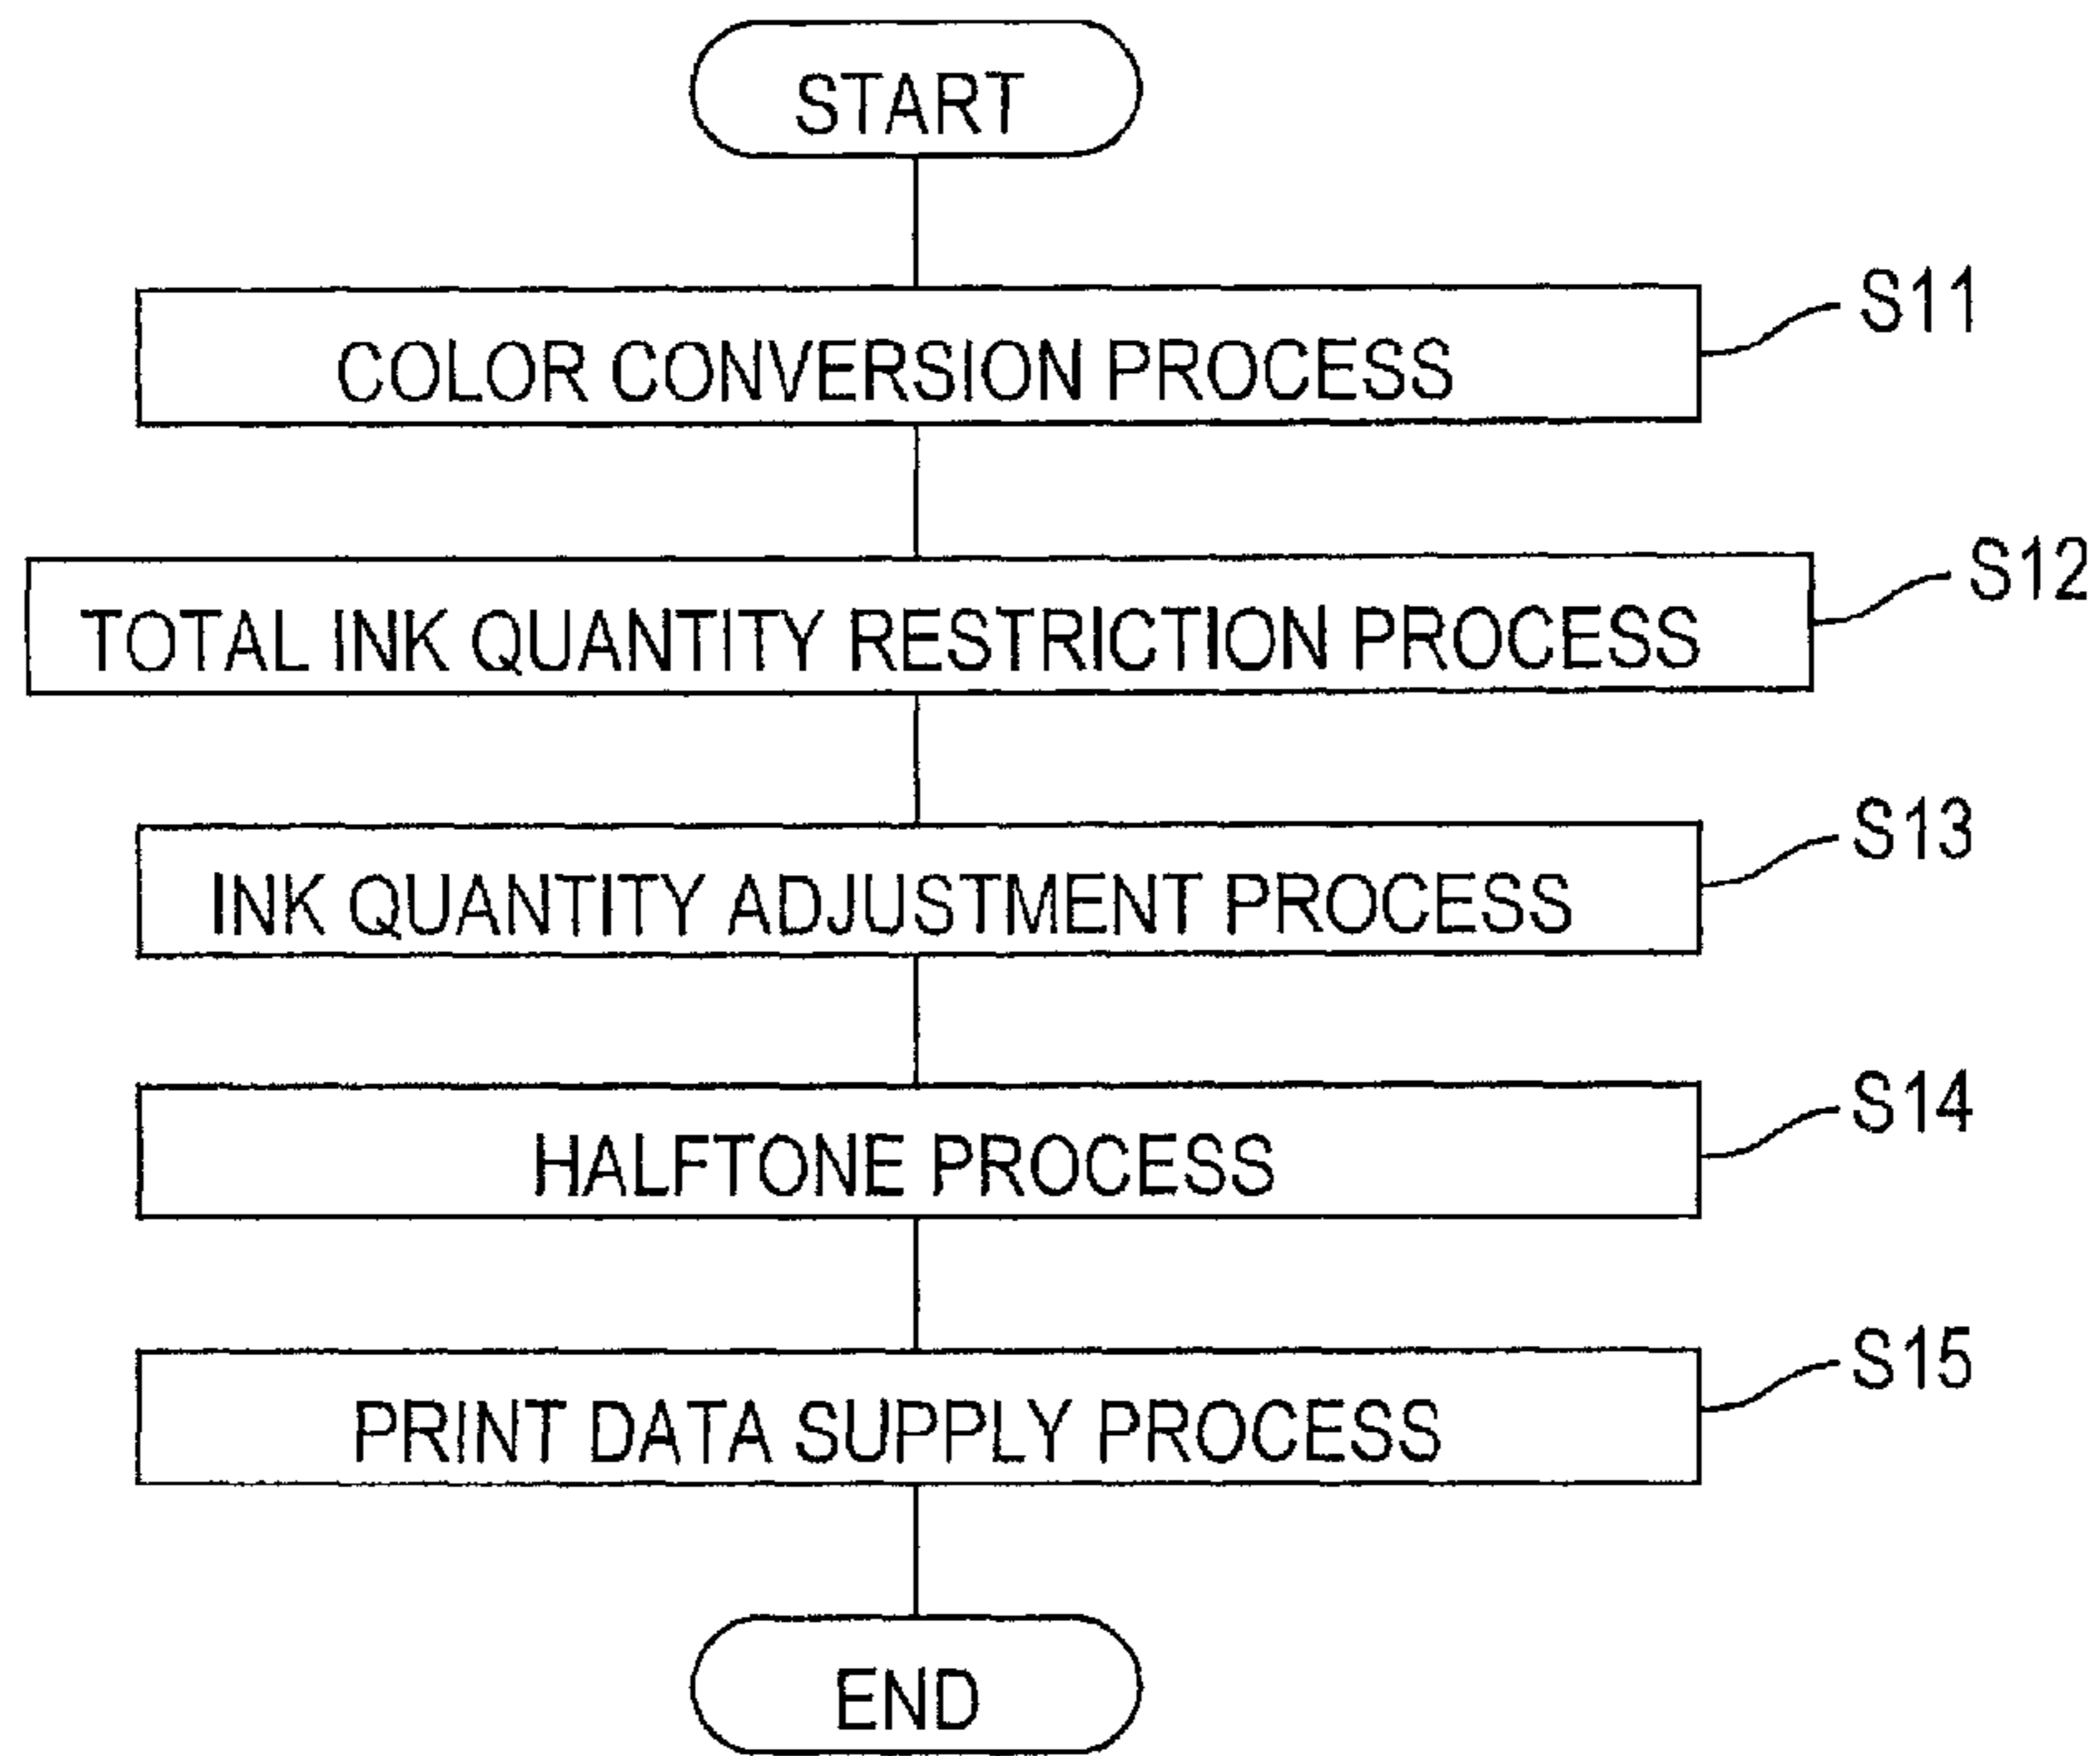 START
COLOR CONVERSION PROCESS
S11
TOTAL INK QUANTITY RESTRICTION PROCESS
S12
INK QUANTITY ADJUSTMENT PROCESS
S13
HALFTONE PROCESS
S14
PRINT DATA SUPPLY PROCESS
S15
END